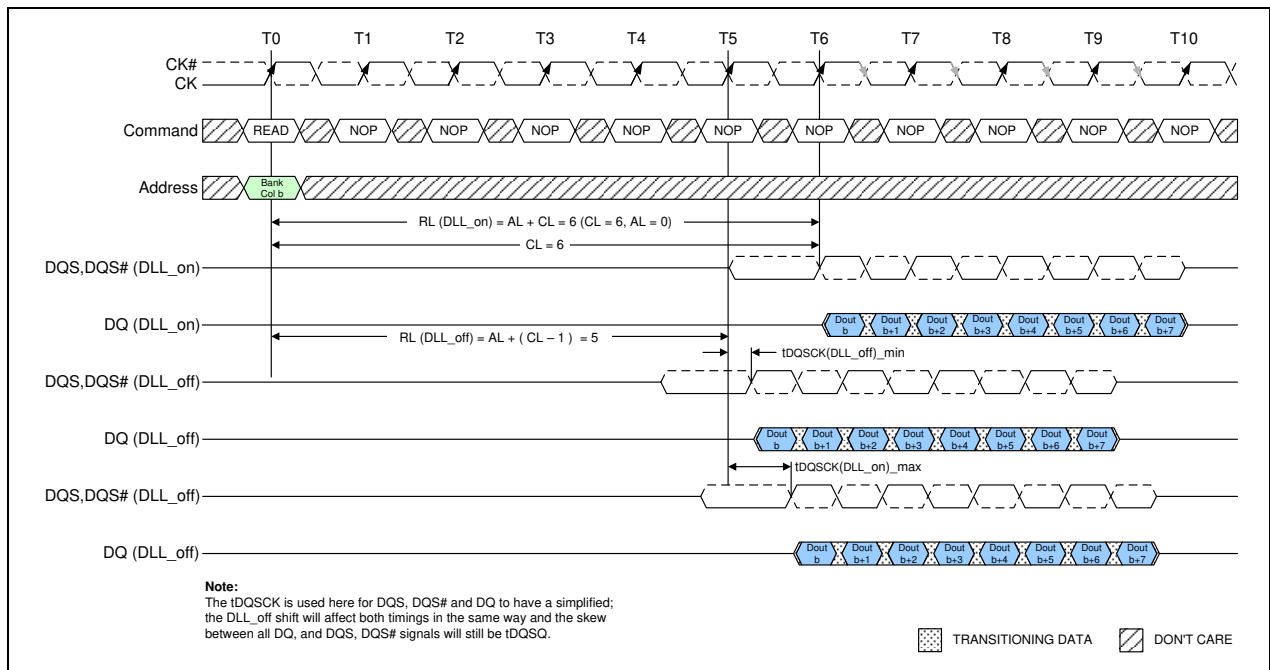 T0 T1 T2 T3 T4 T5 T6 T7 T8 T9 T10
CK#
CK
Command READ NOP NOP NOP NOP NOP NOP NOP NOP NOP NOP
Address Bank
Col b
RL (DLL_on) = AL + CL = 6 (CL = 6, AL = 0)
CL = 6
DQS,DQS# (DLL_on)
DQ (DLL_on) Dout Dout Dout Dout Dout Dout Dout Dout
b b+1 b+2 b+3 b+4 b+5 b+6 b+7
RL (DLL_off) = AL + ( CL – 1 ) = 5
tDQSCK(DLL_off)_min
DQS,DQS# (DLL_off)
DQ (DLL_off) Dout Dout Dout Dout Dout Dout Dout Dout
b b+1 b+2 b+3 b+4 b+5 b+6 b+7
tDQSCK(DLL_on)_max
DQS,DQS# (DLL_off)
DQ (DLL_off) Dout Dout Dout Dout Dout Dout Dout Dout
b b+1 b+2 b+3 b+4 b+5 b+6 b+7
Note:
The tDQSCK is used here for DQS, DQS# and DQ to have a simplified;
the DLL_off shift will affect both timings in the same way and the skew
between all DQ, and DQS, DQS# signals will still be tDQSQ.
TRANSITIONING DATA DON'T CARE